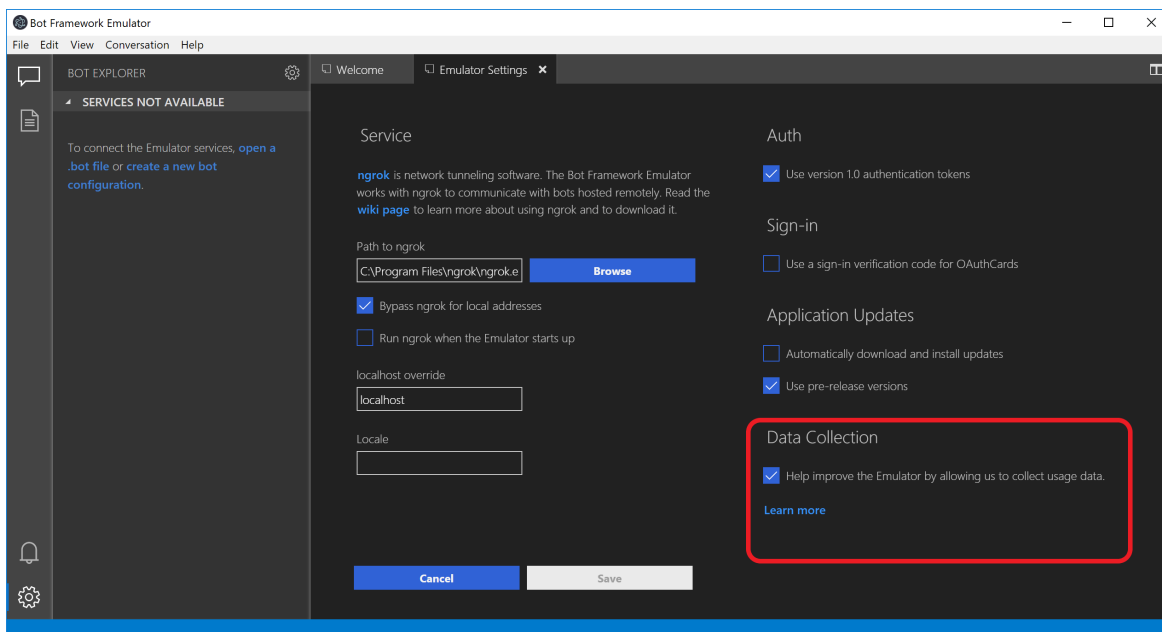 Bot Framework Emulator
File Edit View Conversation Help
BOT EXPLORER
SERVICES NOT AVAILABLE
To connect the Emulator services, open a
.bot file or create a new bot
configuration.
Welcome
Emulator Settings
Service
ngrok is network tunneling software. The Bot Framework Emulator
works with ngrok to communicate with bots hosted remotely. Read the
wiki page to learn more about using ngrok and to download it.
Path to ngrok
C:\Program Files\ngrok\ngrok.e
Browse
Bypass ngrok for local addresses
Run ngrok when the Emulator starts up
localhost override
localhost
Locale
Cancel
Save
Auth
Use version 1.0 authentication tokens
Sign-in
Use a sign-in verification code for OAuthCards
Application Updates
Automatically download and install updates
Use pre-release versions
Data Collection
Help improve the Emulator by allowing us to collect usage data.
Learn more